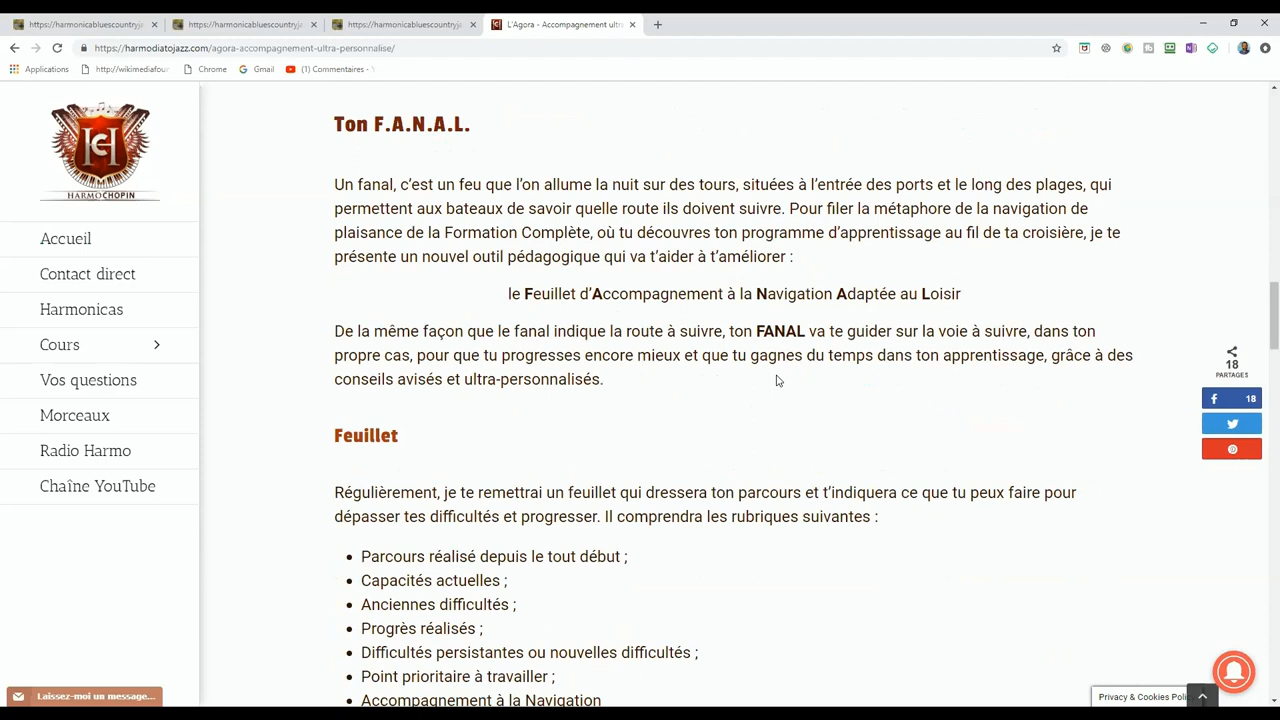 https://harmonicabluescountryja
https://harmonicabluescountryja
https://harmonicabluescountryja
L'Agora - Accompagnement ultra
https://harmodiatojazz.com/agora-accompagnement-ultra-personnalise/
Applications
http://wikimediafour
Chrome
Gmail
(1) Commentaires - Y
HC
HARMOCHOPIN
Accueil
Contact direct
Harmonicas
Cours
Vos questions
Morceaux
Radio Harmo
Chaîne YouTube
Laissez-moi un message...
Ton F.A.N.A.L.
Un fanal, c’est un feu que l’on allume la nuit sur des tours, situées à l’entrée des ports et le long des plages, qui
permettent aux bateaux de savoir quelle route ils doivent suivre. Pour filer la métaphore de la navigation de
plaisance de la Formation Complète, où tu découvres ton programme d’apprentissage au fil de ta croisière, je te
présente un nouvel outil pédagogique qui va t’aider à t’améliorer :
le Feuillet d’Accompagnement à la Navigation Adaptée au Loisir
De la même façon que le fanal indique la route à suivre, ton FANAL va te guider sur la voie à suivre, dans ton
propre cas, pour que tu progresses encore mieux et que tu gagnes du temps dans ton apprentissage, grâce à des
conseils avisés et ultra-personnalisés.
Feuillet
Régulièrement, je te remettrai un feuillet qui dressera ton parcours et t’indiquera ce que tu peux faire pour
dépasser tes difficultés et progresser. Il comprendra les rubriques suivantes :
Parcours réalisé depuis le tout début ;
Capacités actuelles ;
Anciennes difficultés ;
Progrès réalisés ;
Difficultés persistantes ou nouvelles difficultés ;
Point prioritaire à travailler ;
Accompagnement à la Navigation
18
PARTAGES
18
Privacy & Cookies Polic